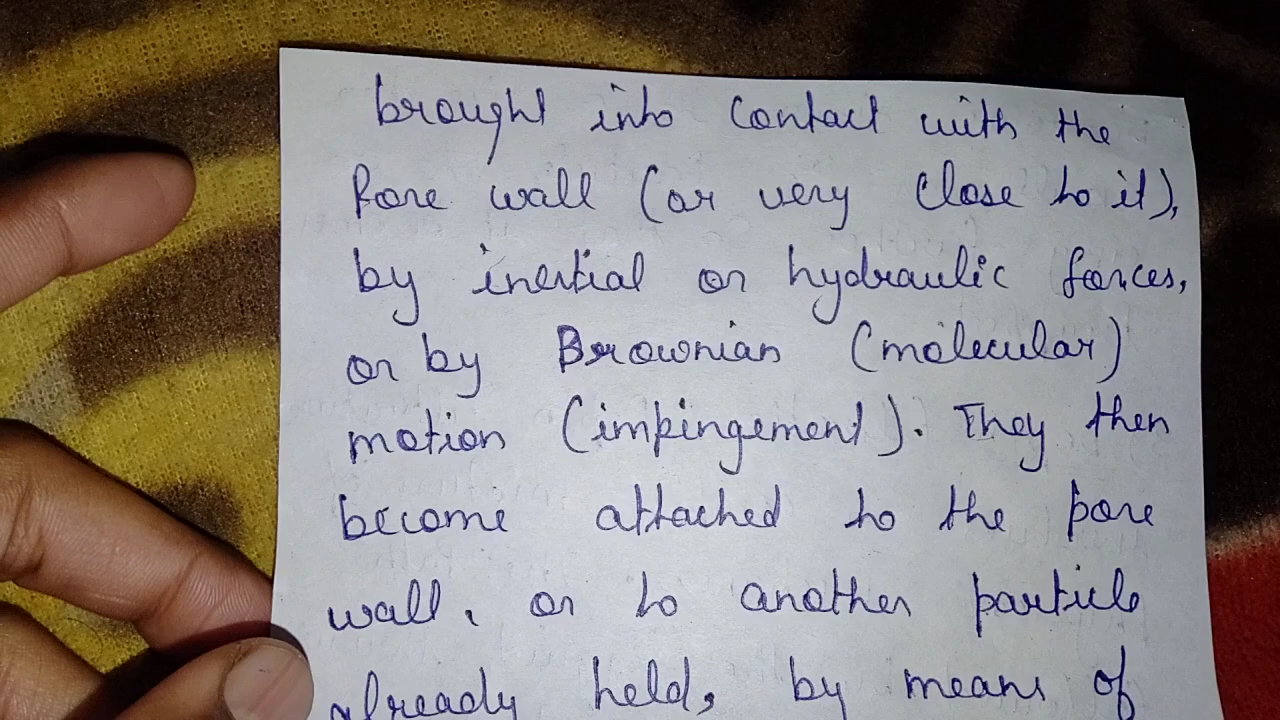 brought into contact with the
Pore wall (or very close to it),
by inertial or hydraulic forces,
or by Brownian (molecular)
motion (impingement). They then
become attached to the pore
wall, or to another particle
already held, by means of